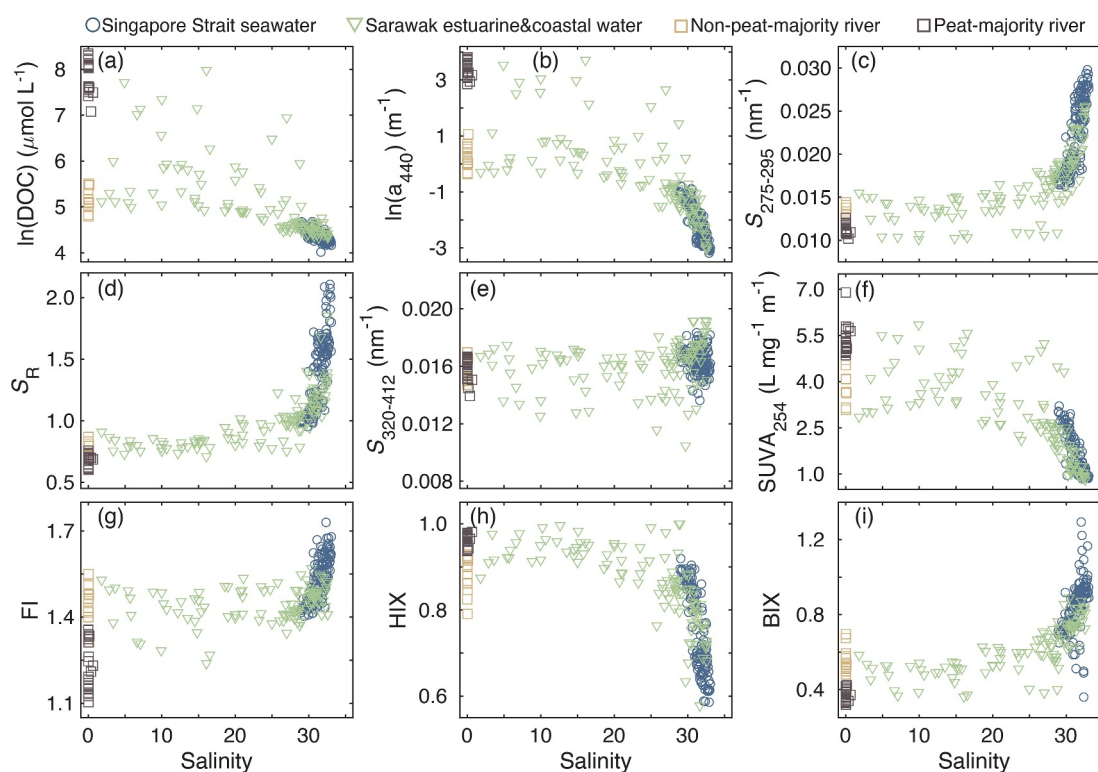 Singapore Strait seawater Sarawak estuarine&coastal water Non-peat-majority river Peat-majority river
(a)
ln(DOC) (μmol L⁻¹)
8
7
6
5
4
(b)
ln(a₄₄₀) (m⁻¹)
3
1
-1
-3
(c)
S₂₇₅₋₂₉₅ (nm⁻¹)
0.030
0.025
0.020
0.015
0.010
(d)
S_R
2.0
1.5
1.0
0.5
(e)
S₃₂₀₋₄₁₂ (nm⁻¹)
0.020
0.016
0.012
0.008
(f)
SUVA₂₅₄ (L mg⁻¹ m⁻¹)
7.0
5.5
4.0
2.5
1.0
(g)
FI
1.7
1.4
1.1
0 10 20 30
Salinity
(h)
HIX
1.0
0.8
0.6
0 10 20 30
Salinity
(i)
BIX
1.2
0.8
0.4
0 10 20 30
Salinity